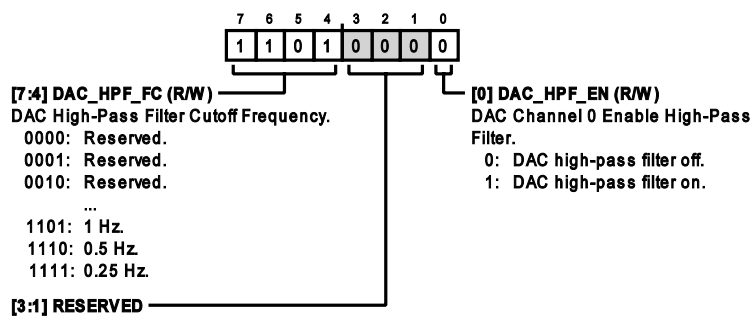 7 6 5 4 3 2 1 0
1 1 0 1 0 0 0 0
[7:4] DAC_HPF_FC (R/W)
DAC High-Pass Filter Cutoff Frequency.
0000: Reserved.
0001: Reserved.
0010: Reserved.
...
1101: 1 Hz.
1110: 0.5 Hz.
1111: 0.25 Hz.
[3:1] RESERVED
[0] DAC_HPF_EN (R/W)
DAC Channel 0 Enable High-Pass
Filter.
0: DAC high-pass filter off.
1: DAC high-pass filter on.